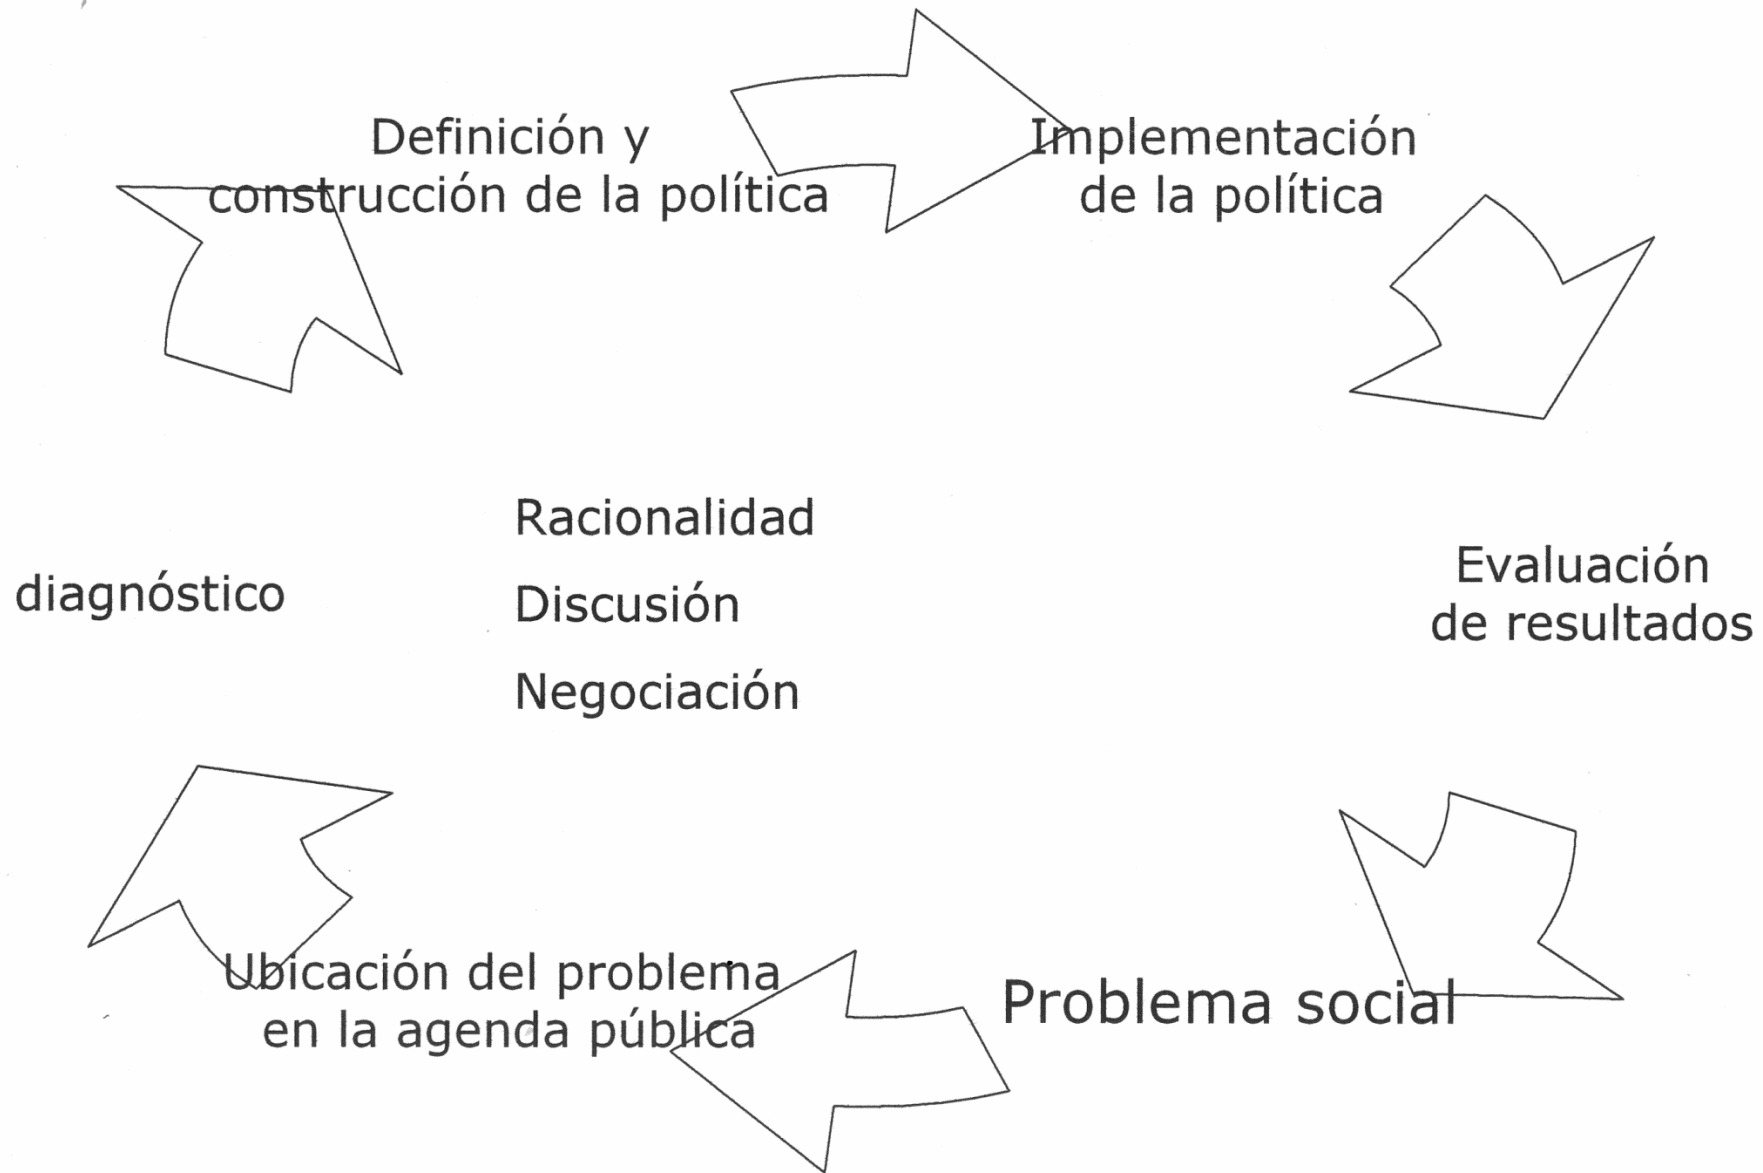 Definición y
construcción de la política
Implementación
de la política
Racionalidad
Discusión
Negociación
diagnóstico
Evaluación
de resultados
Ubicación del problema
en la agenda pública
Problema social